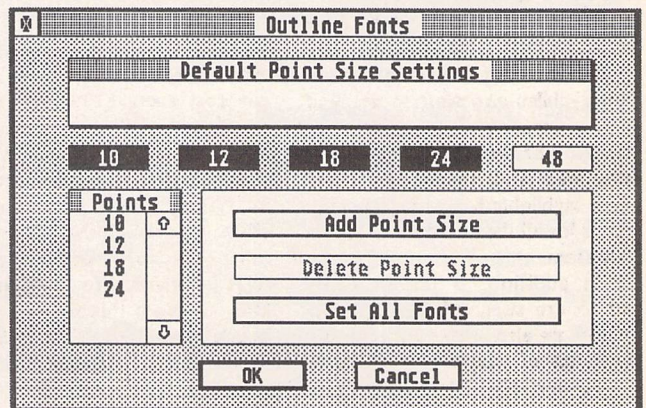 Outline Fonts
Default Point Size Settings
10 12 18 24 48
Points
10
12
18
24
Add Point Size
Delete Point Size
Set All Fonts
OK Cancel